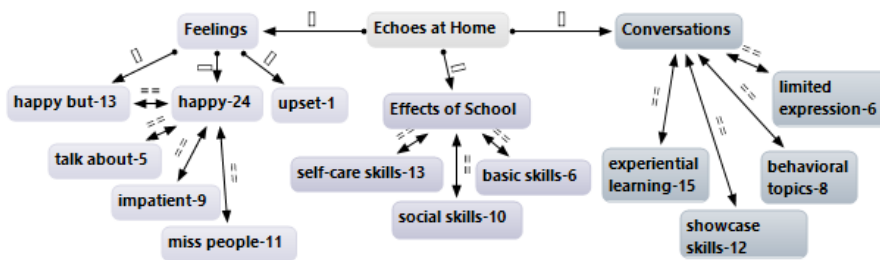 Feelings
Echoes at Home
Conversations
happy but-13
==
happy-24
upset-1
Effects of School
==
limited
expression-6
talk about-5
==
impatient-9
==
miss people-11
==
self-care skills-13
==
social skills-10
==
basic skills-6
==
experiential
learning-15
==
showcase
skills-12
==
behavioral
topics-8
==